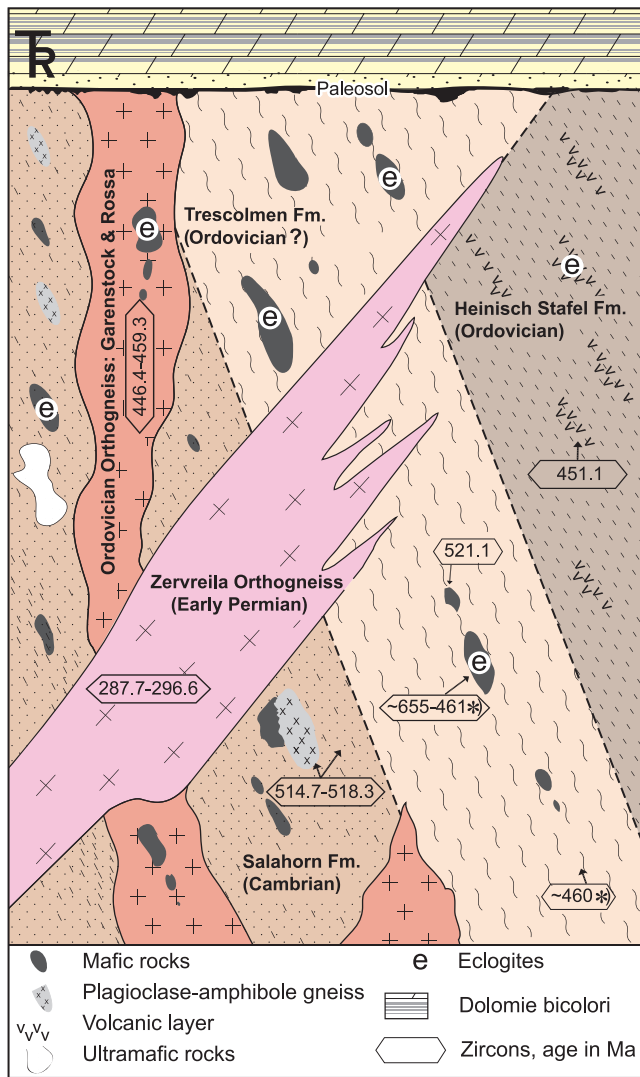 TR
Paleosol
e
Trescolmen Fm.
(Ordovician?)
e
e
Heinisch Stafel Fm.
(Ordovician)
Ordovician Orthogneiss: Garenstock & Rossa
446.4-459.3
e
e
451.1
521.1
Zervreila Orthogneiss
(Early Permian)
e
287.7-296.6
~655-461*
514.7-518.3
Salahorn Fm.
(Cambrian)
~460*
Mafic rocks
Plagioclase-amphibole gneiss
Volcanic layer
Ultramafic rocks
e Eclogites
Dolomie bicolori
Zircons, age in Ma